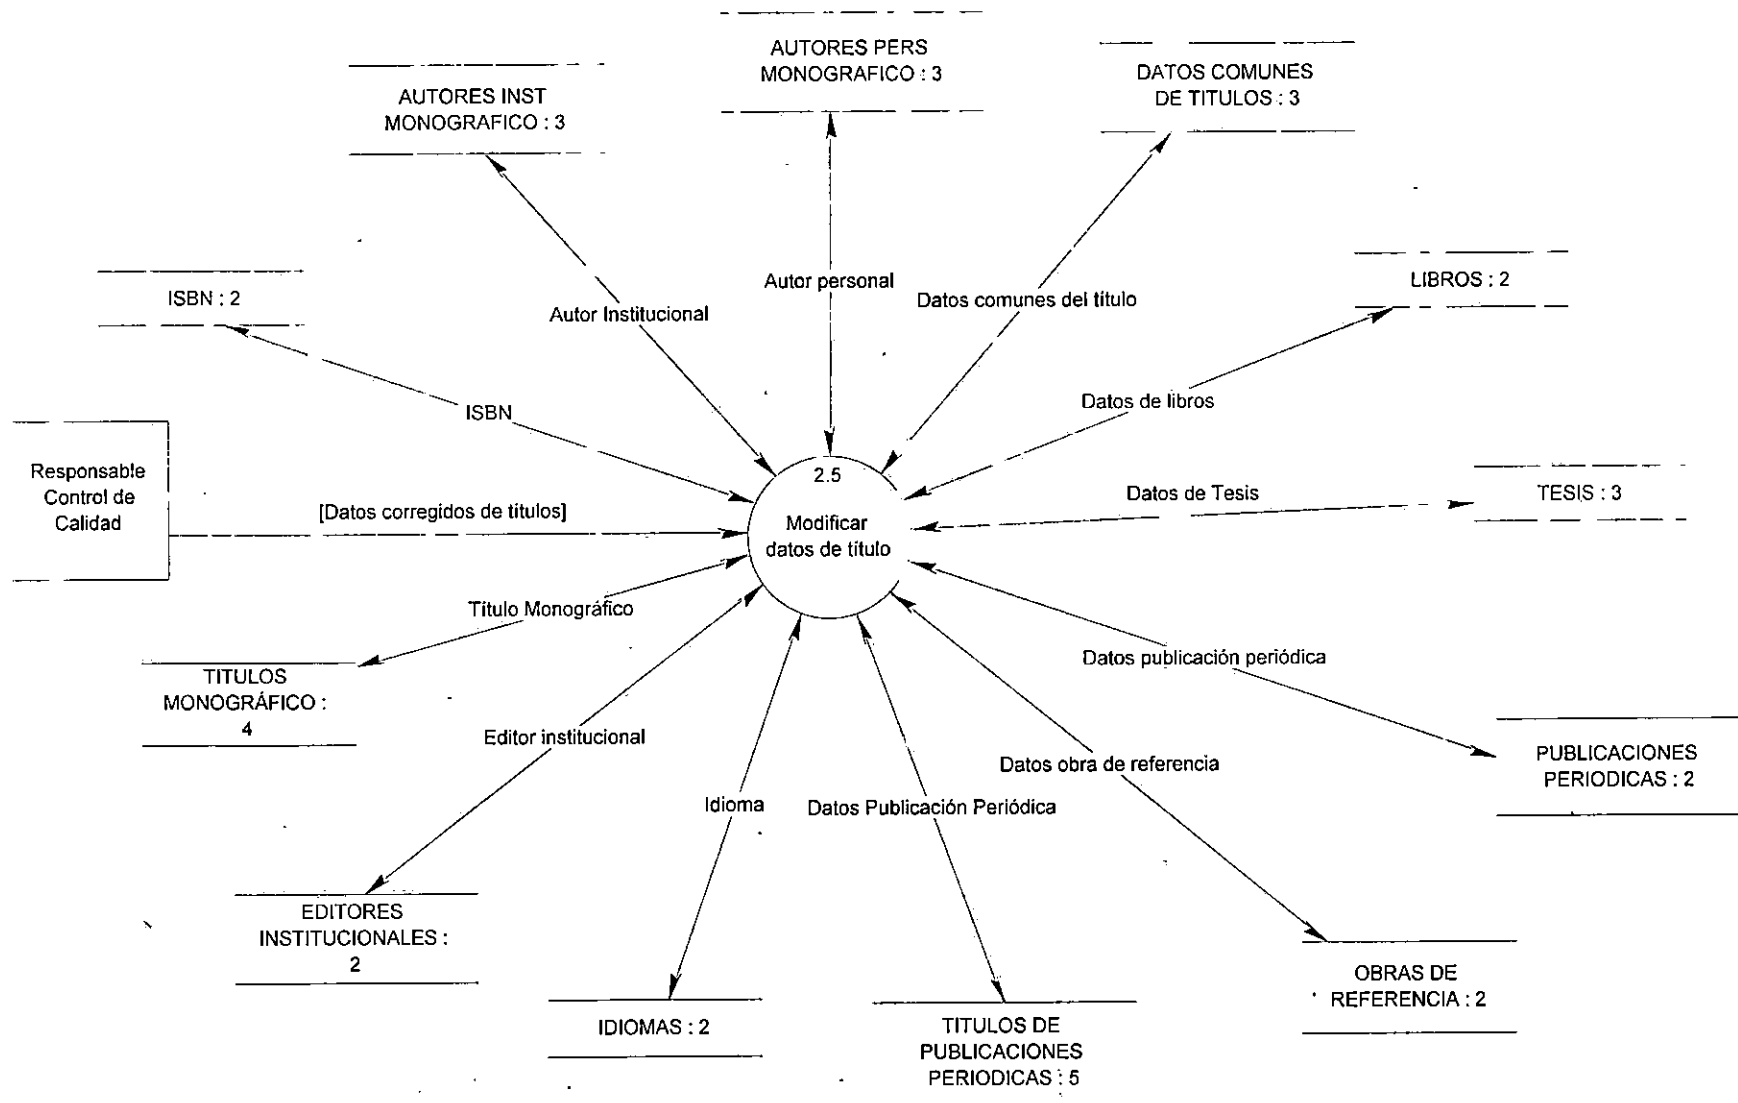 AUTORES PERS
MONOGRAFICO : 3
AUTORES INST
MONOGRAFICO : 3
DATOS COMUNES
DE TITULOS : 3
ISBN : 2
LIBROS : 2
Autor personal
Autor Institucional
Datos comunes del título
ISBN
Datos de libros
Responsable
Control de
Calidad
[Datos corregidos de títulos]
2.5
Modificar
datos de título
Datos de Tesis
TESIS : 3
Título Monográfico
Datos publicación periódica
TITULOS
MONOGRÁFICO :
4
Editor institucional
Datos obra de referencia
PUBLICACIONES
PERIODICAS : 2
Idioma
Datos Publicación Periódica
EDITORES
INSTITUCIONALES :
2
OBRAS DE
REFERENCIA : 2
IDIOMAS : 2
TITULOS DE
PUBLICACIONES
PERIODICAS : 5